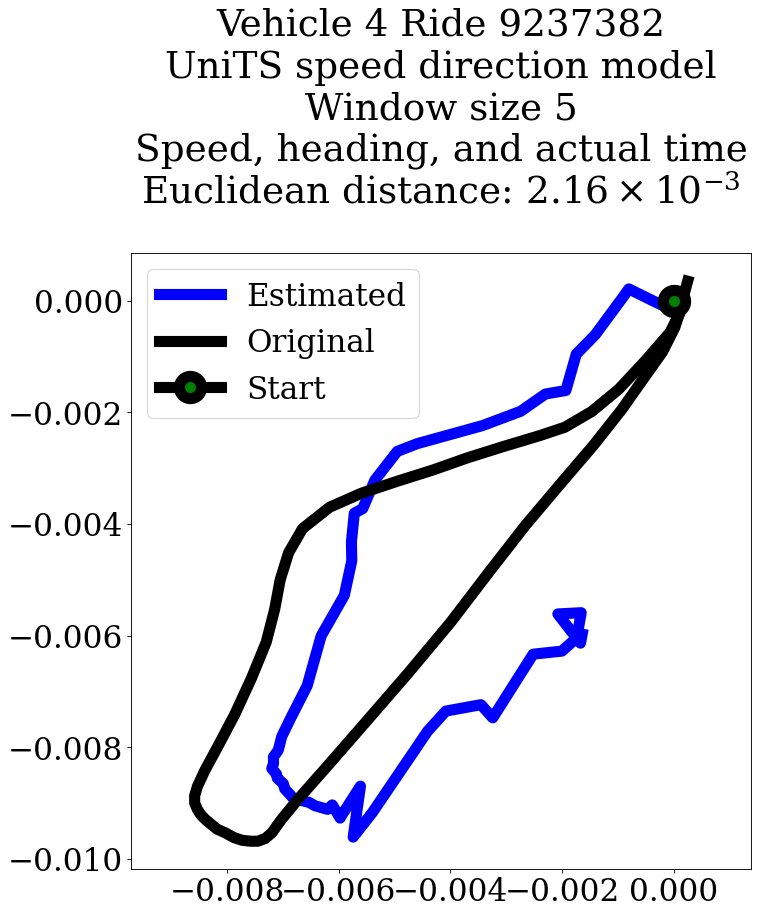 Vehicle 4 Ride 9237382
UniTS speed direction model
Window size 5
Speed, heading, and actual time
Euclidean distance: 2.16 × 10⁻³
Estimated
Original
Start
0.000
−0.002
−0.004
−0.006
−0.008
−0.010
−0.008 −0.006 −0.004 −0.002 0.000